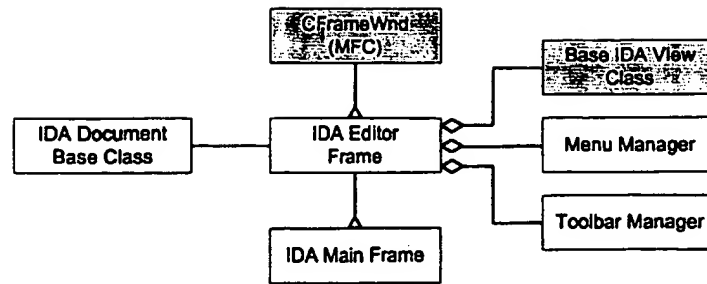 CFrameWnd
(MFC)
Base IDA View
Class
IDA Document
Base Class
IDA Editor
Frame
Menu Manager
Toolbar Manager
IDA Main Frame